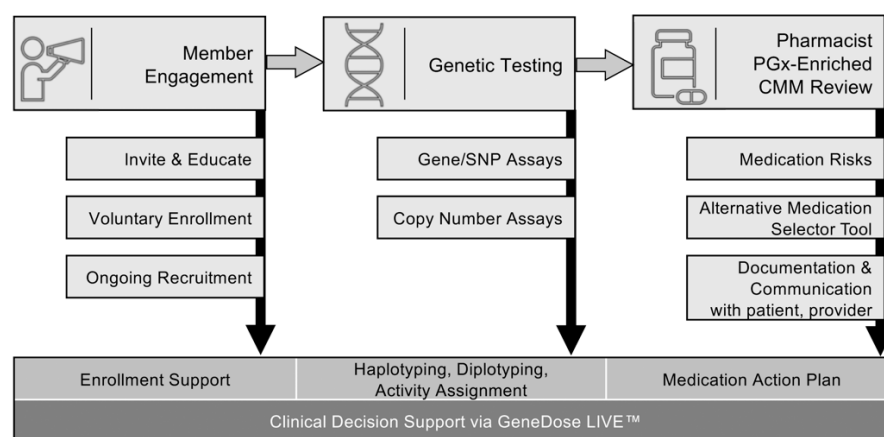 Member
Engagement
Genetic Testing
Pharmacist
PGx-Enriched
CMM Review
Invite & Educate
Voluntary Enrollment
Ongoing Recruitment
Gene/SNP Assays
Copy Number Assays
Medication Risks
Alternative Medication
Selector Tool
Documentation &
Communication
with patient, provider
Enrollment Support
Haplotyping, Diplotyping,
Activity Assignment
Medication Action Plan
Clinical Decision Support via GeneDose LIVE™